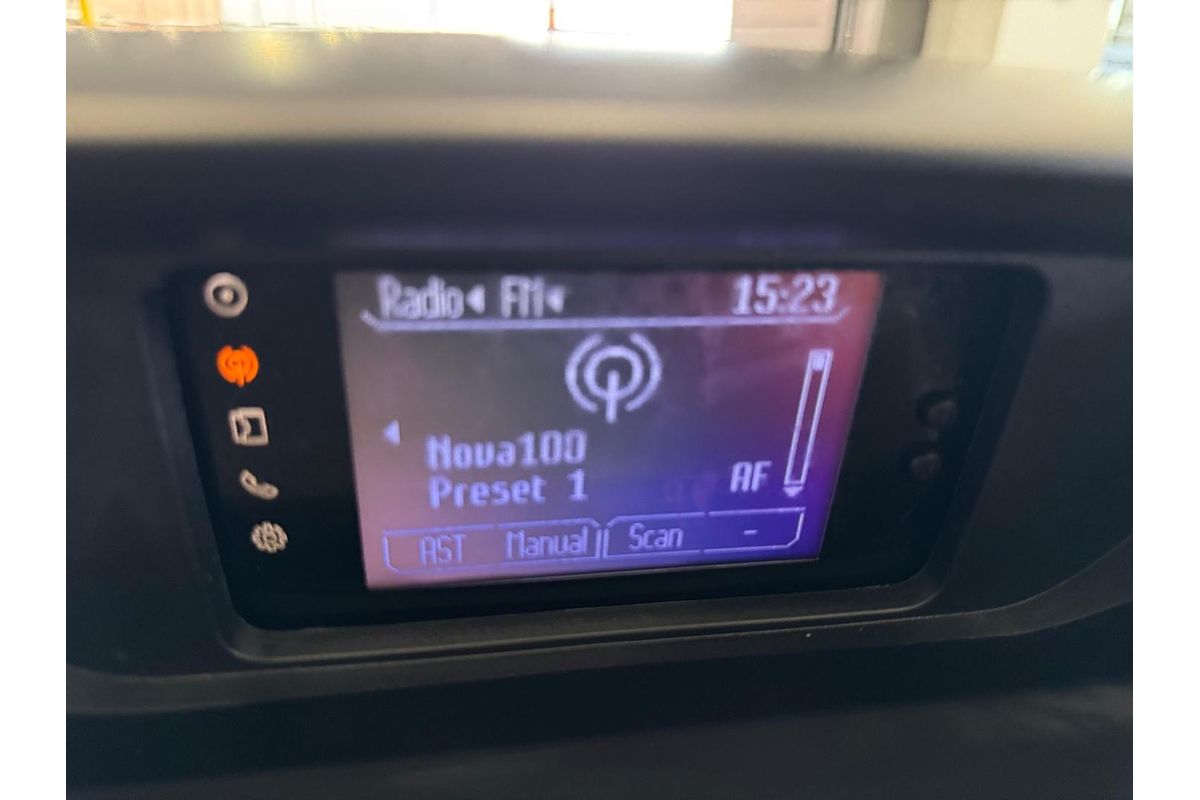 Radio FM 15:23
Nova100
Preset 1 AF
AST Manual Scan -